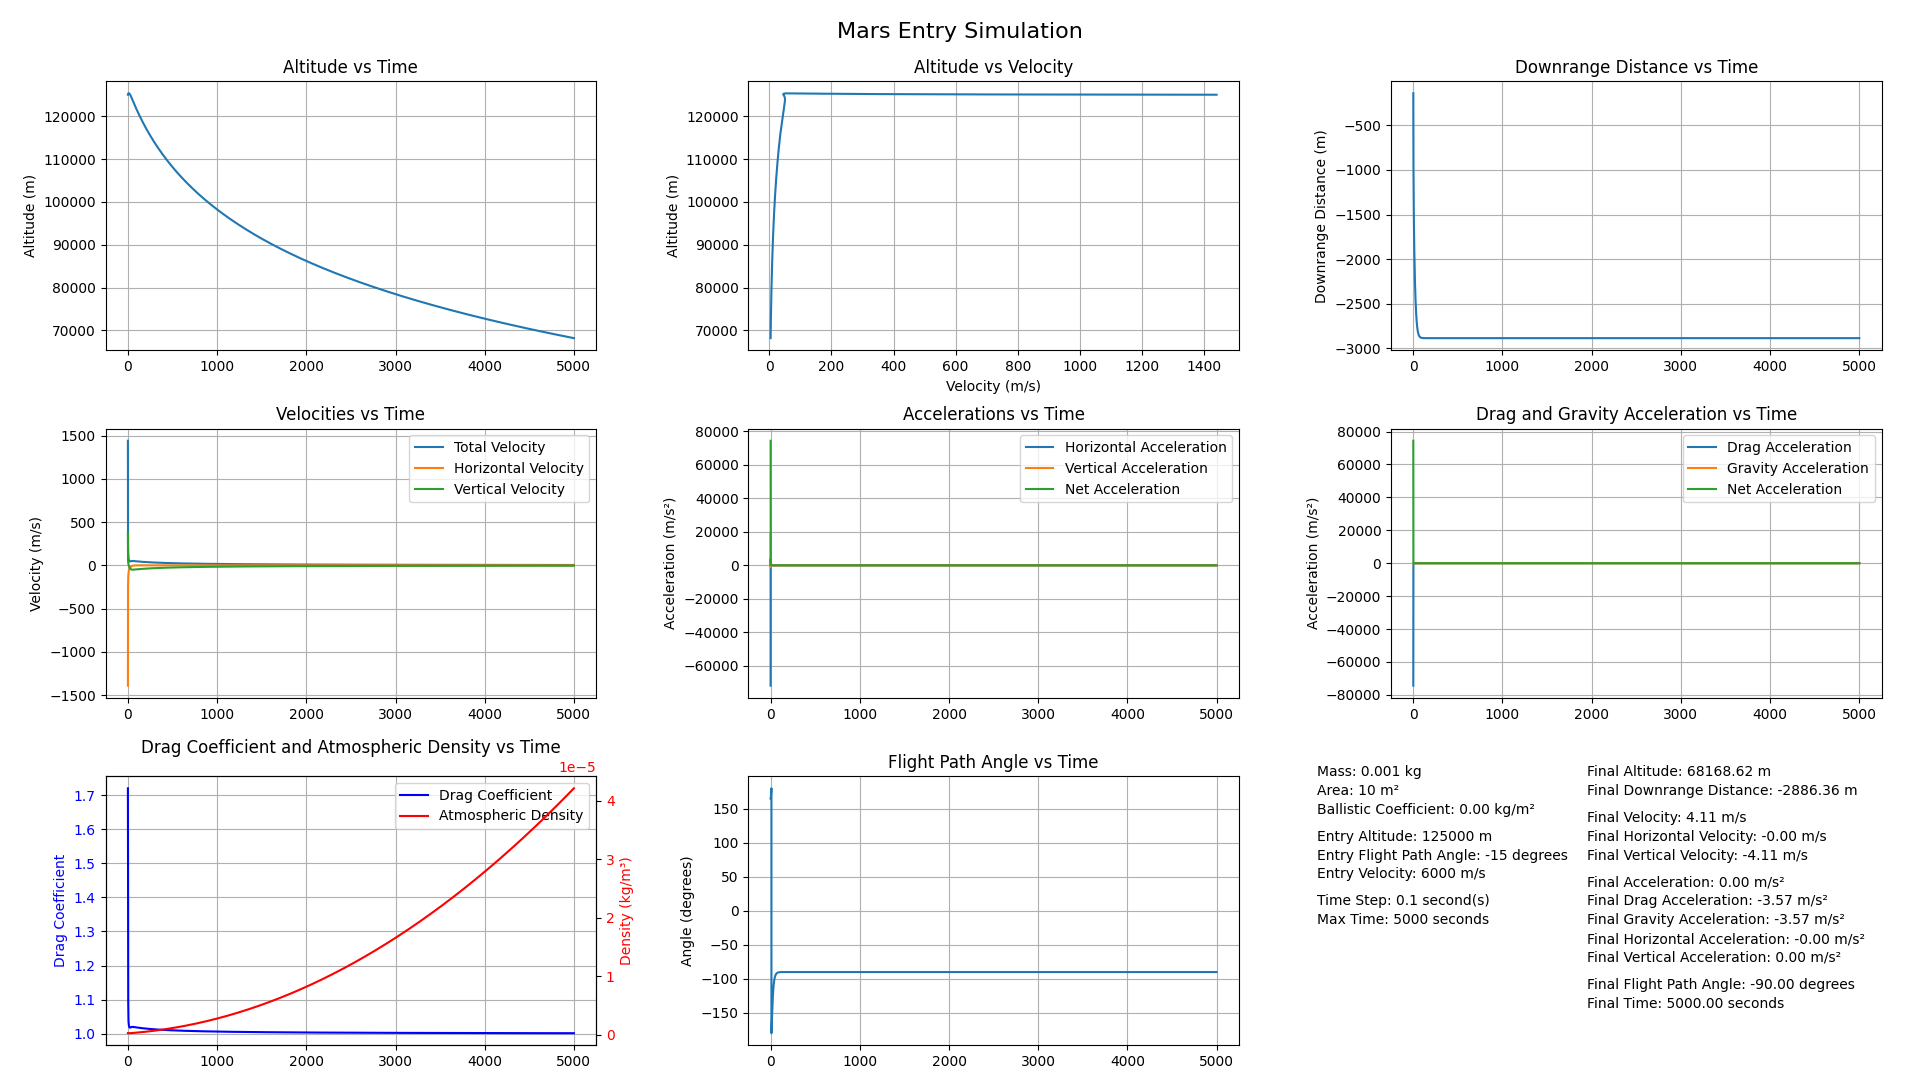 Mars Entry Simulation
Altitude vs Time
Altitude (m)
120000
110000
100000
90000
80000
70000
0 1000 2000 3000 4000 5000
Altitude vs Velocity
Altitude (m)
120000
110000
100000
90000
80000
70000
0 200 400 600 800 1000 1200 1400
Velocity (m/s)
Downrange Distance vs Time
Downrange Distance (m)
−500
−1000
−1500
−2000
−2500
−3000
0 1000 2000 3000 4000 5000
Velocities vs Time
Velocity (m/s)
1500
1000
500
0
−500
−1000
−1500
0 1000 2000 3000 4000 5000
Total Velocity
Horizontal Velocity
Vertical Velocity
Accelerations vs Time
Acceleration (m/s²)
80000
60000
40000
20000
0
−20000
−40000
−60000
0 1000 2000 3000 4000 5000
Horizontal Acceleration
Vertical Acceleration
Net Acceleration
Drag and Gravity Acceleration vs Time
Acceleration (m/s²)
80000
60000
40000
20000
0
−20000
−40000
−60000
−80000
0 1000 2000 3000 4000 5000
Drag Acceleration
Gravity Acceleration
Net Acceleration
Drag Coefficient and Atmospheric Density vs Time
1e−5
Drag Coefficient
1.7
1.6
1.5
1.4
1.3
1.2
1.1
1.0
0 1000 2000 3000 4000 5000
Drag Coefficient
Atmospheric Density
4
3
2
1
0
Density (kg/m³)
Flight Path Angle vs Time
Angle (degrees)
150
100
50
0
−50
−100
−150
0 1000 2000 3000 4000 5000
Mass: 0.001 kg
Area: 10 m²
Ballistic Coefficient: 0.00 kg/m²
Entry Altitude: 125000 m
Entry Flight Path Angle: -15 degrees
Entry Velocity: 6000 m/s
Time Step: 0.1 second(s)
Max Time: 5000 seconds
Final Altitude: 68168.62 m
Final Downrange Distance: -2886.36 m
Final Velocity: 4.11 m/s
Final Horizontal Velocity: -0.00 m/s
Final Vertical Velocity: -4.11 m/s
Final Acceleration: 0.00 m/s²
Final Drag Acceleration: -3.57 m/s²
Final Gravity Acceleration: -3.57 m/s²
Final Horizontal Acceleration: -0.00 m/s²
Final Vertical Acceleration: 0.00 m/s²
Final Flight Path Angle: -90.00 degrees
Final Time: 5000.00 seconds